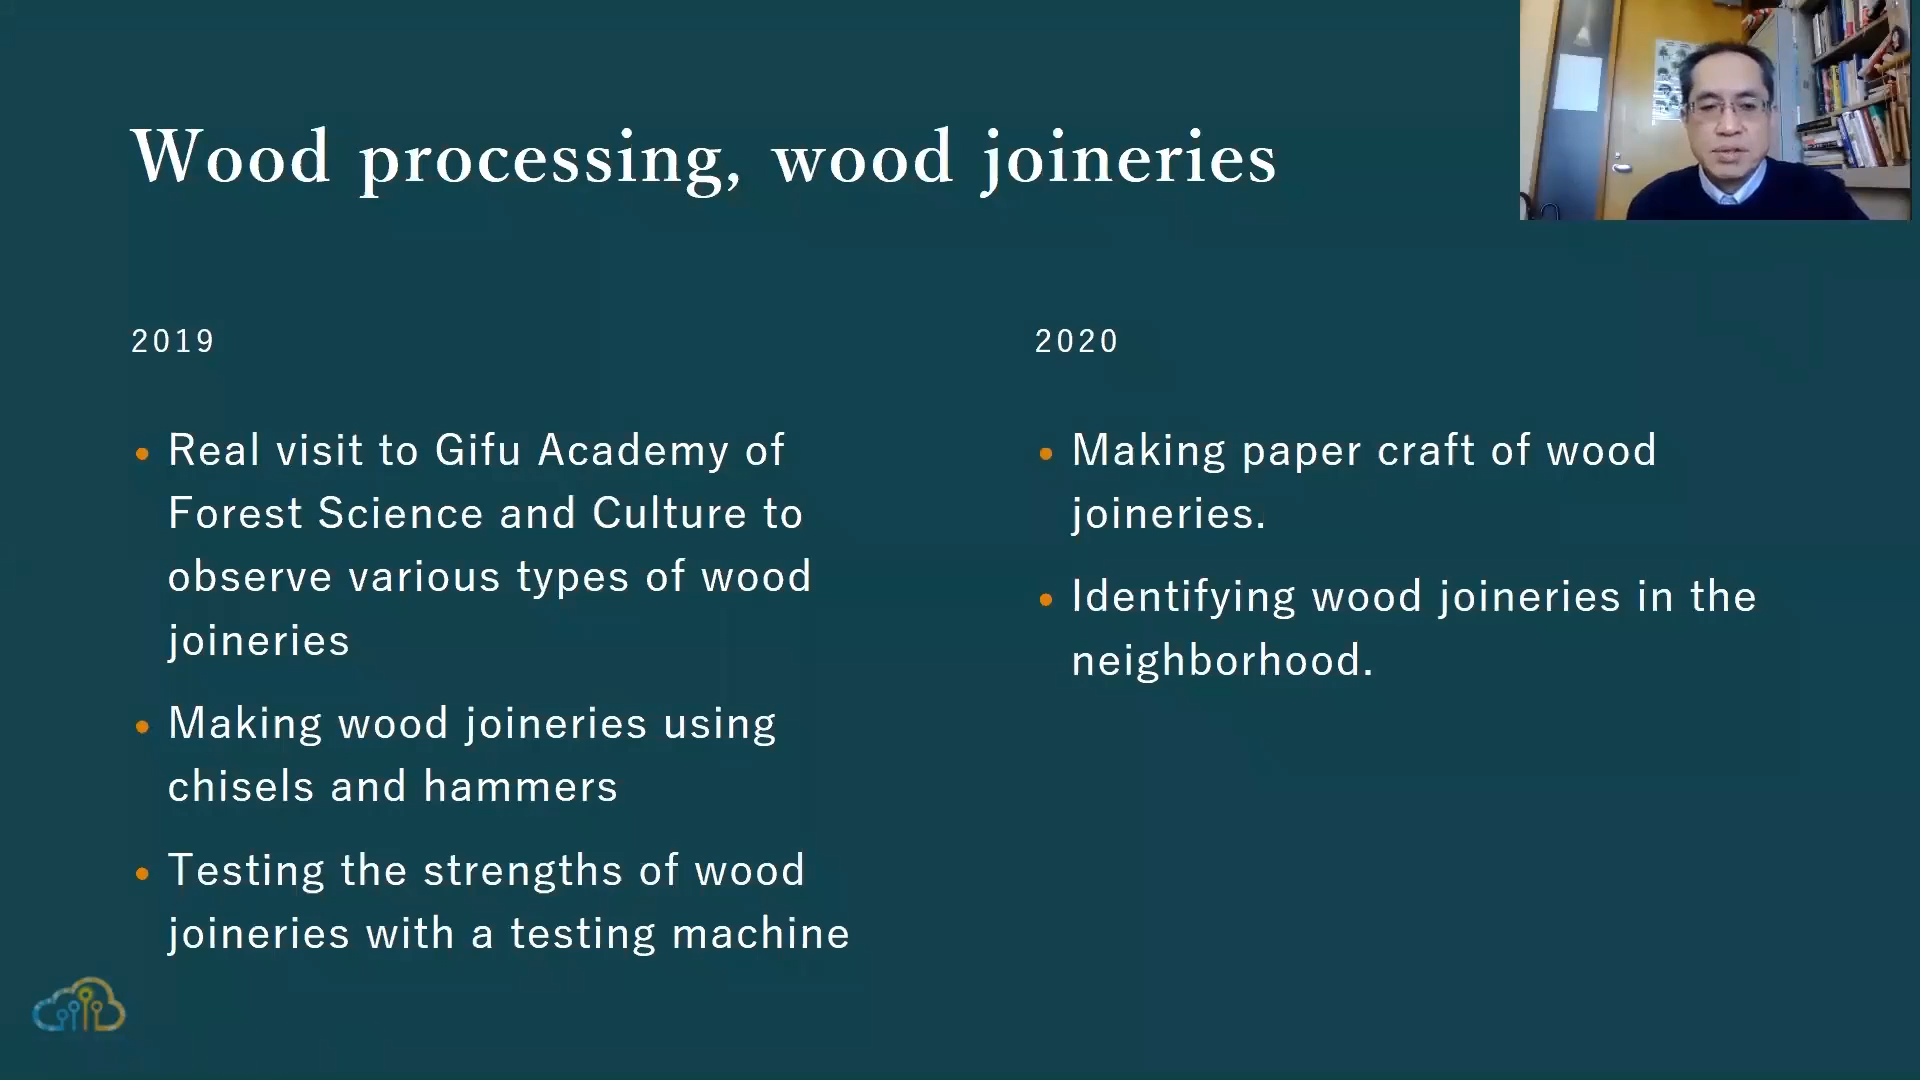 Wood processing, wood joineries
2019
Real visit to Gifu Academy of
Forest Science and Culture to
observe various types of wood
joineries
Making wood joineries using
chisels and hammers
Testing the strengths of wood
joineries with a testing machine
2020
Making paper craft of wood
joineries.
Identifying wood joineries in the
neighborhood.